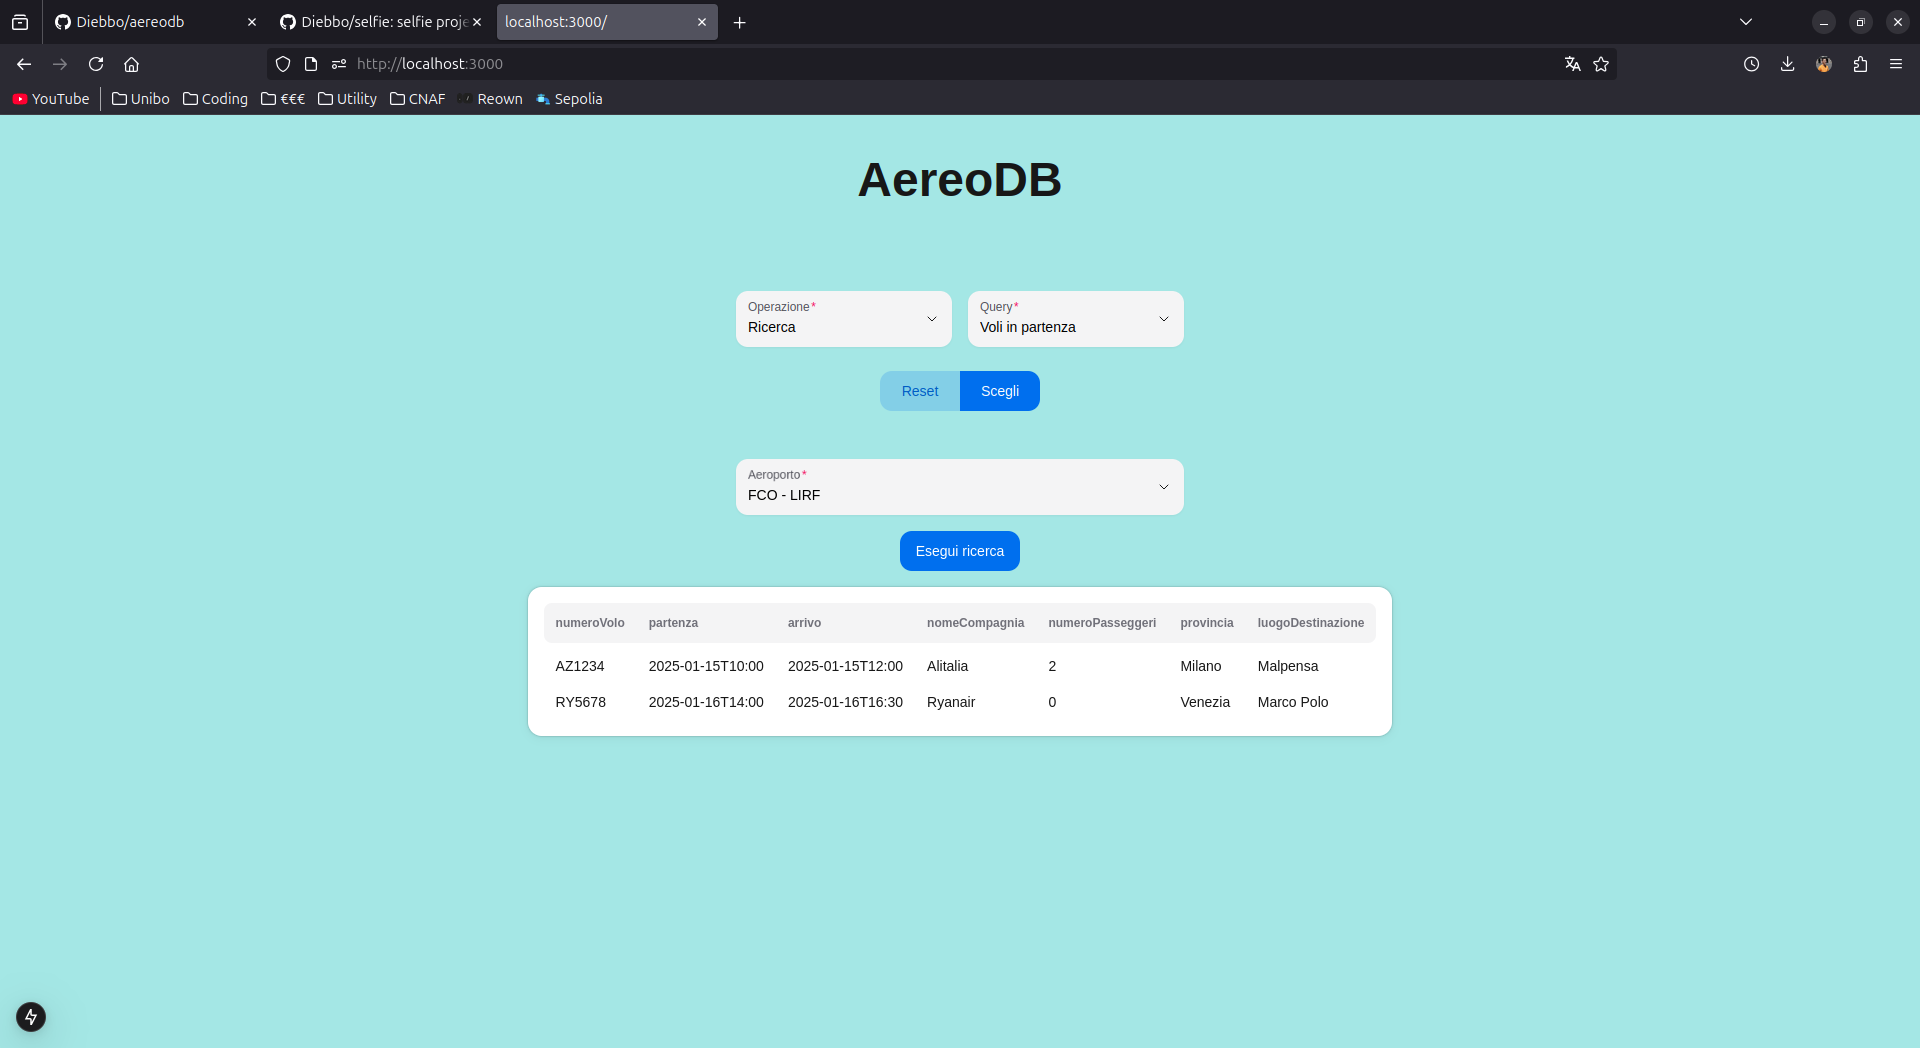 Diebbo/aereodb
Diebbo/selfie: selfie proje
localhost:3000/
http://localhost:3000
YouTube Unibo Coding €€€ Utility CNAF Reown Sepolia
AereoDB
Operazione* Query*
Ricerca Voli in partenza
Reset Scegli
Aeroporto*
FCO - LIRF
Esegui ricerca
numeroVolo partenza arrivo nomeCompagnia numeroPasseggeri provincia luogoDestinazione
AZ1234 2025-01-15T10:00 2025-01-15T12:00 Alitalia 2 Milano Malpensa
RY5678 2025-01-16T14:00 2025-01-16T16:30 Ryanair 0 Venezia Marco Polo